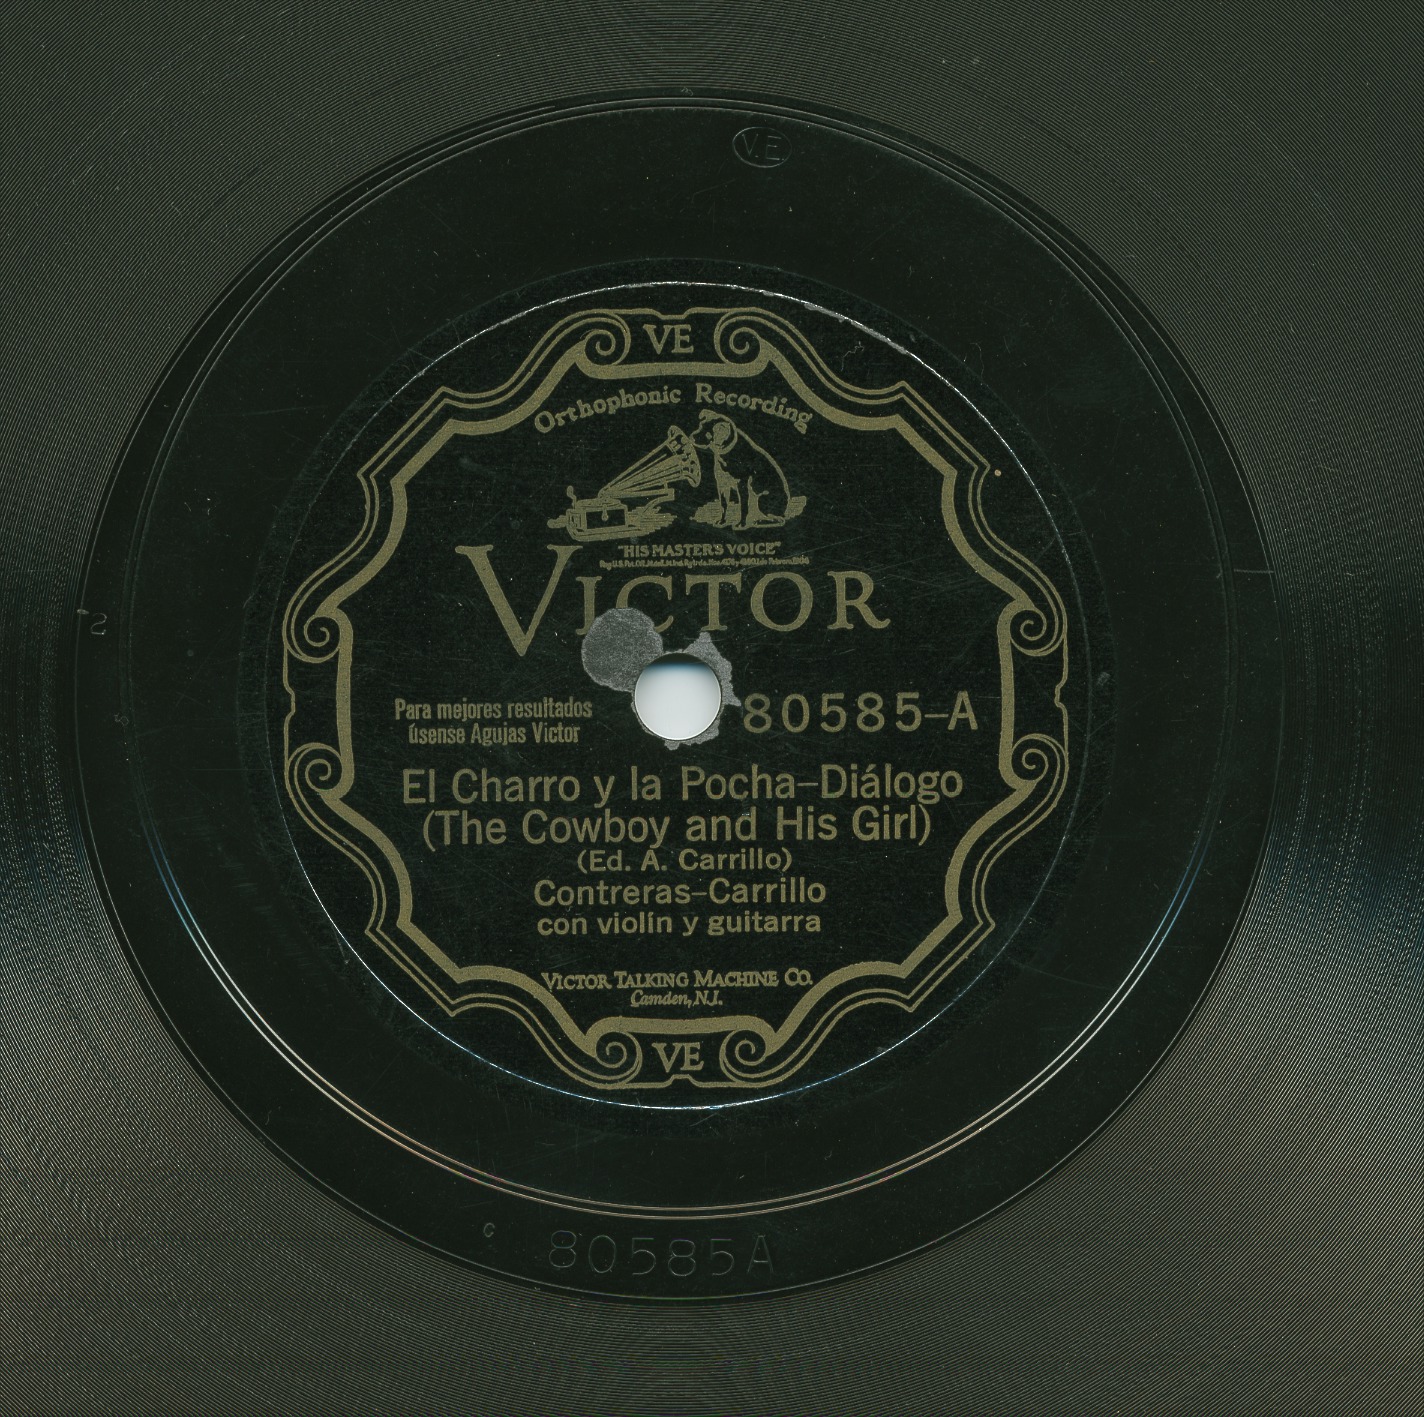 V.E.
VE
Orthophonic Recording
"HIS MASTER'S VOICE"
VICTOR
Para mejores resultados
úsense Agujas Victor
80585-A
El Charro y la Pocha-Diálogo
(The Cowboy and His Girl)
(Ed. A. Carrillo)
Contreras-Carrillo
con violín y guitarra
VICTOR TALKING MACHINE CO.
Camden, N.J.
VE
80585A